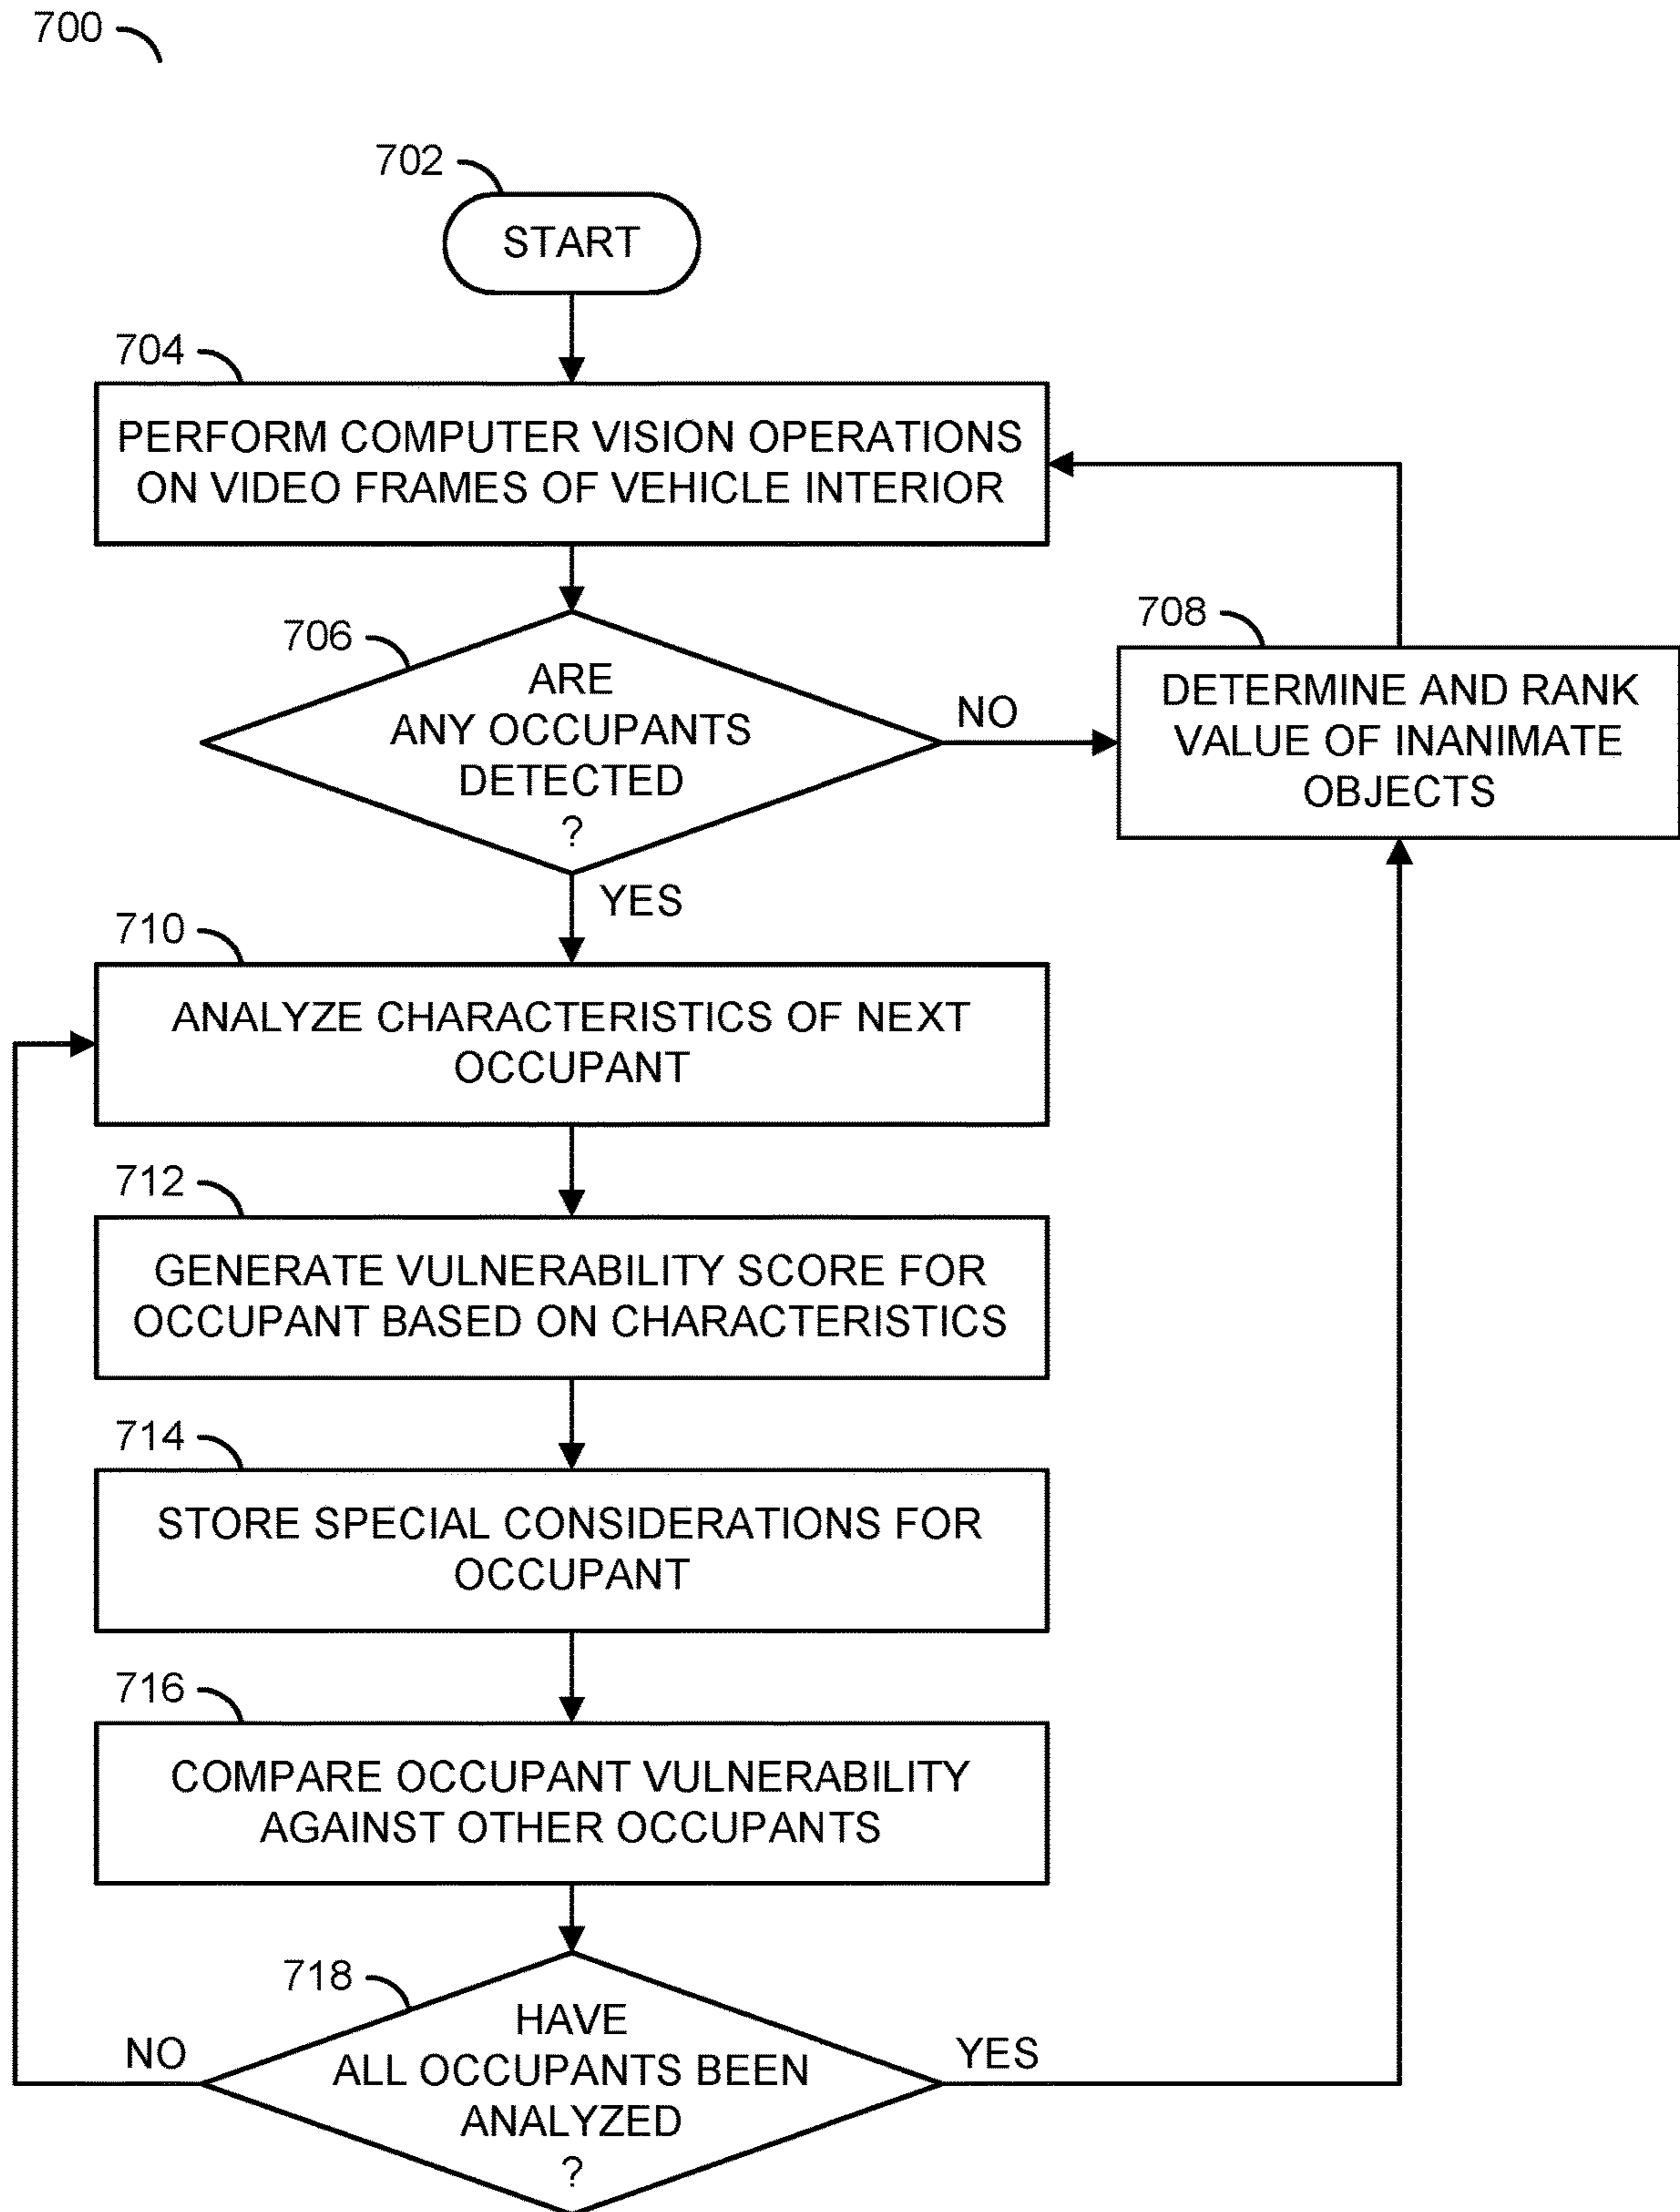 700
702
START
704
PERFORM COMPUTER VISION OPERATIONS
ON VIDEO FRAMES OF VEHICLE INTERIOR
706
ARE
ANY OCCUPANTS
DETECTED
?
NO
708
DETERMINE AND RANK
VALUE OF INANIMATE
OBJECTS
YES
710
ANALYZE CHARACTERISTICS OF NEXT
OCCUPANT
712
GENERATE VULNERABILITY SCORE FOR
OCCUPANT BASED ON CHARACTERISTICS
714
STORE SPECIAL CONSIDERATIONS FOR
OCCUPANT
716
COMPARE OCCUPANT VULNERABILITY
AGAINST OTHER OCCUPANTS
718
HAVE
ALL OCCUPANTS BEEN
ANALYZED
?
NO
YES